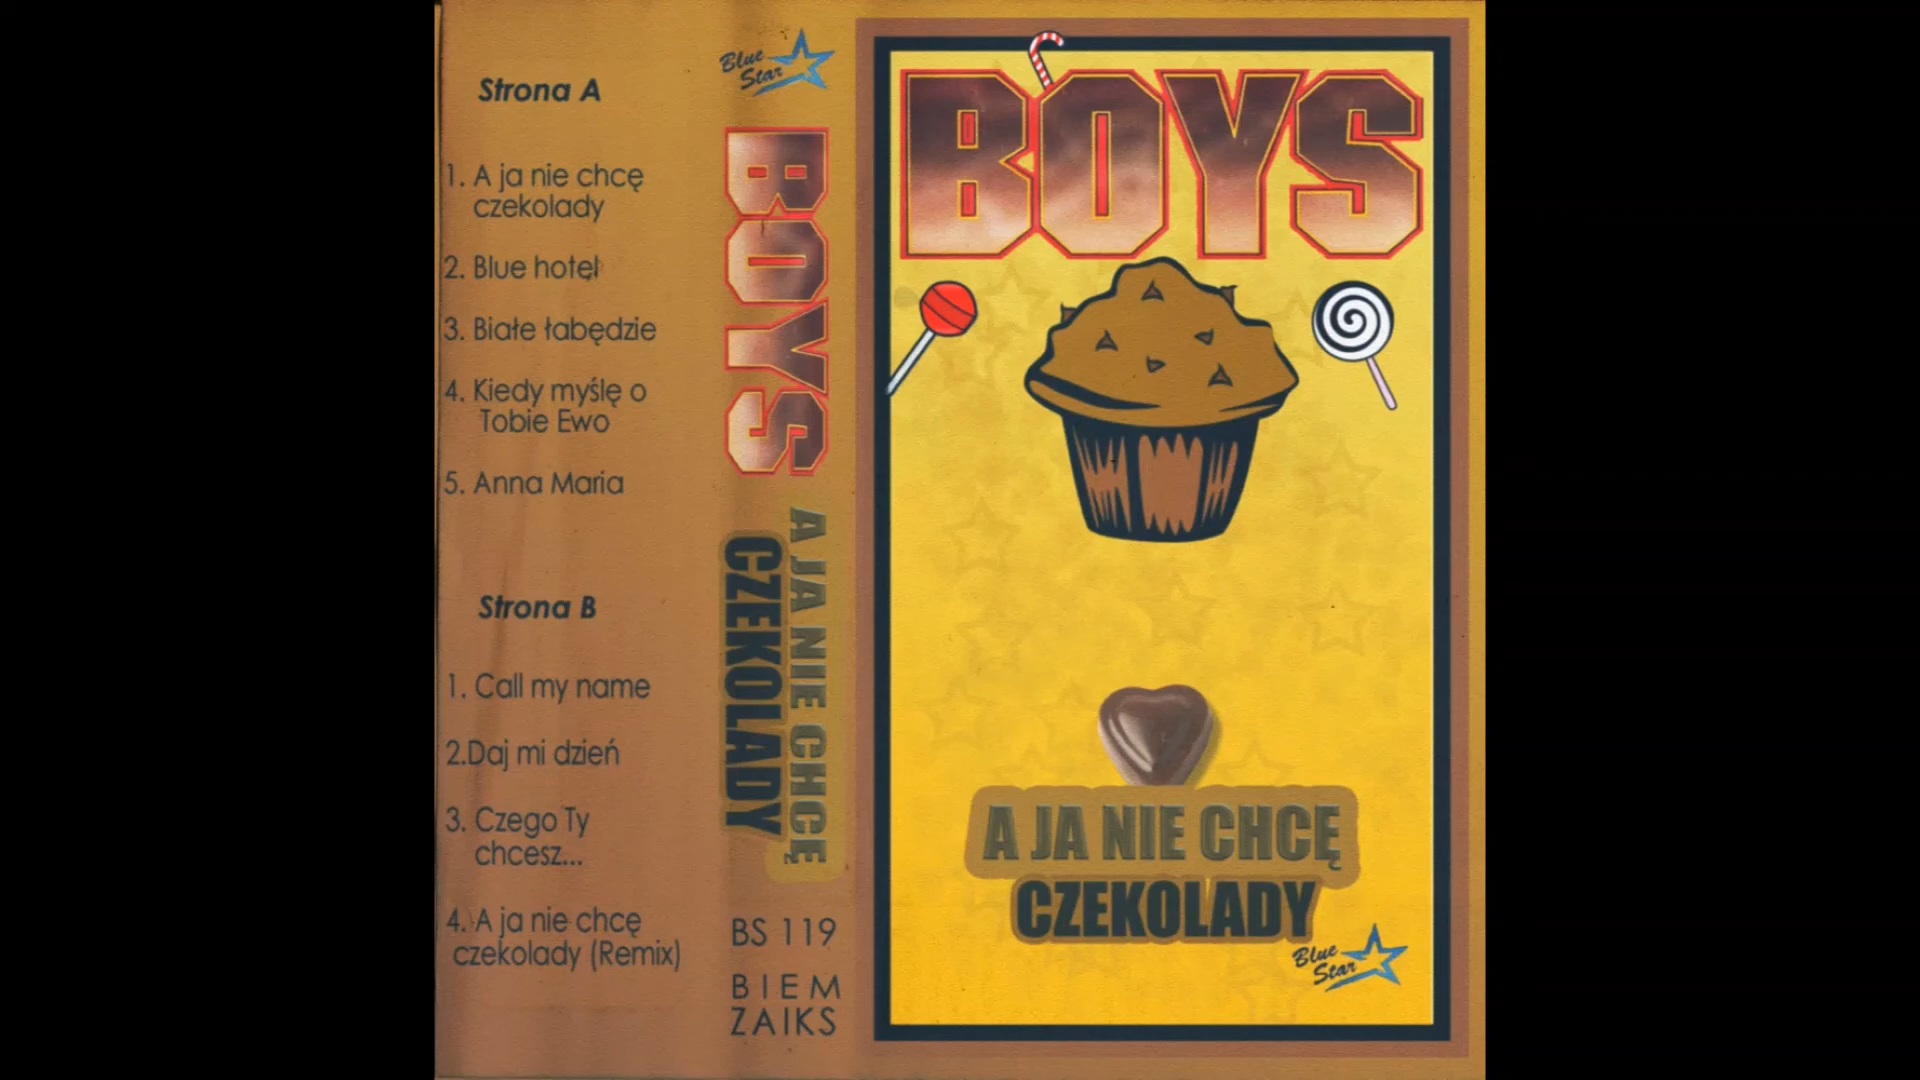 Strona A
1. A ja nie chcę
czekolady
2. Blue hotel
3. Białe łabędzie
4. Kiedy myślę o
Tobie Ewo
5. Anna Maria
Strona B
1. Call my name
2.Daj mi dzień
3. Czego Ty
chcesz...
4. A ja nie chcę
czekolady (Remix)
Blue
Star
BOYS
A JA NIE CHCĘ
CZEKOLADY
BS 119
BIEM
ZAIKS
BOYS
A JA NIE CHCĘ
CZEKOLADY
Blue
Star